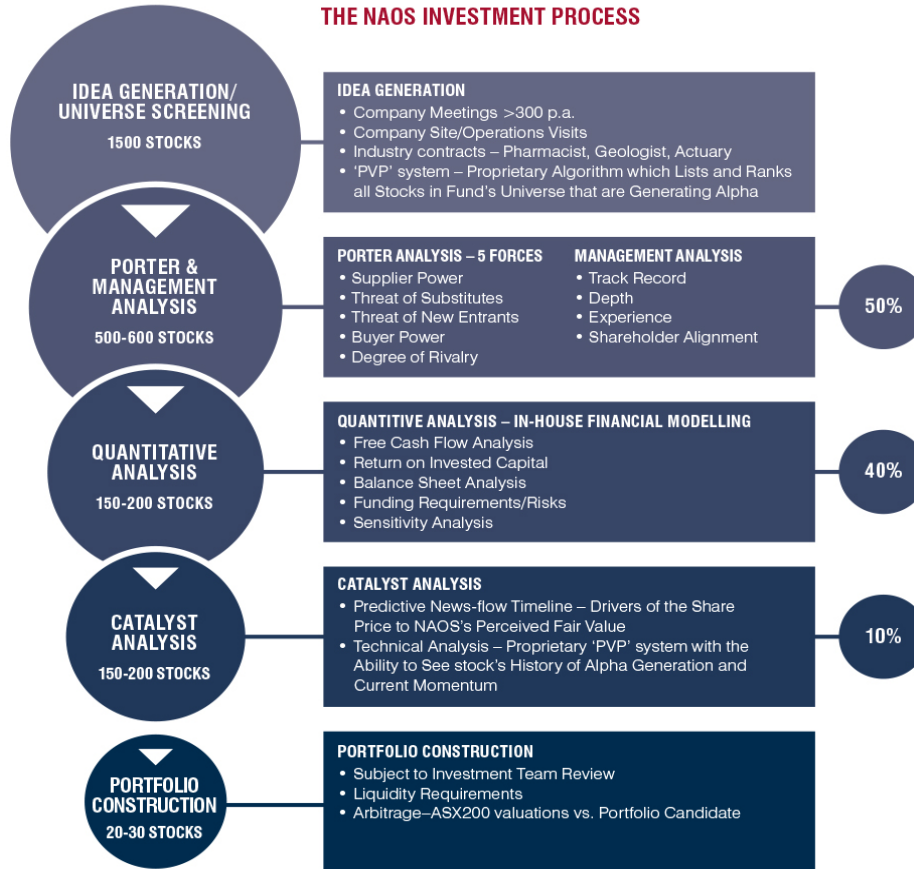 THE NAOS INVESTMENT PROCESS
IDEA GENERATION/
UNIVERSE SCREENING
1500 STOCKS
IDEA GENERATION
• Company Meetings >300 p.a.
• Company Site/Operations Visits
• Industry contracts – Pharmacist, Geologist, Actuary
• ‘PVP’ system – Proprietary Algorithm which Lists and Ranks
all Stocks in Fund’s Universe that are Generating Alpha
PORTER &
MANAGEMENT
ANALYSIS
500-600 STOCKS
PORTER ANALYSIS – 5 FORCES
• Supplier Power
• Threat of Substitutes
• Threat of New Entrants
• Buyer Power
• Degree of Rivalry
MANAGEMENT ANALYSIS
• Track Record
• Depth
• Experience
• Shareholder Alignment
50%
QUANTITATIVE
ANALYSIS
150-200 STOCKS
QUANTITIVE ANALYSIS – IN-HOUSE FINANCIAL MODELLING
• Free Cash Flow Analysis
• Return on Invested Capital
• Balance Sheet Analysis
• Funding Requirements/Risks
• Sensitivity Analysis
40%
CATALYST
ANALYSIS
150-200 STOCKS
CATALYST ANALYSIS
• Predictive News-flow Timeline – Drivers of the Share
Price to NAOS’s Perceived Fair Value
• Technical Analysis – Proprietary ‘PVP’ system with the
Ability to See stock’s History of Alpha Generation and
Current Momentum
10%
PORTFOLIO
CONSTRUCTION
20-30 STOCKS
PORTFOLIO CONSTRUCTION
• Subject to Investment Team Review
• Liquidity Requirements
• Arbitrage–ASX200 valuations vs. Portfolio Candidate